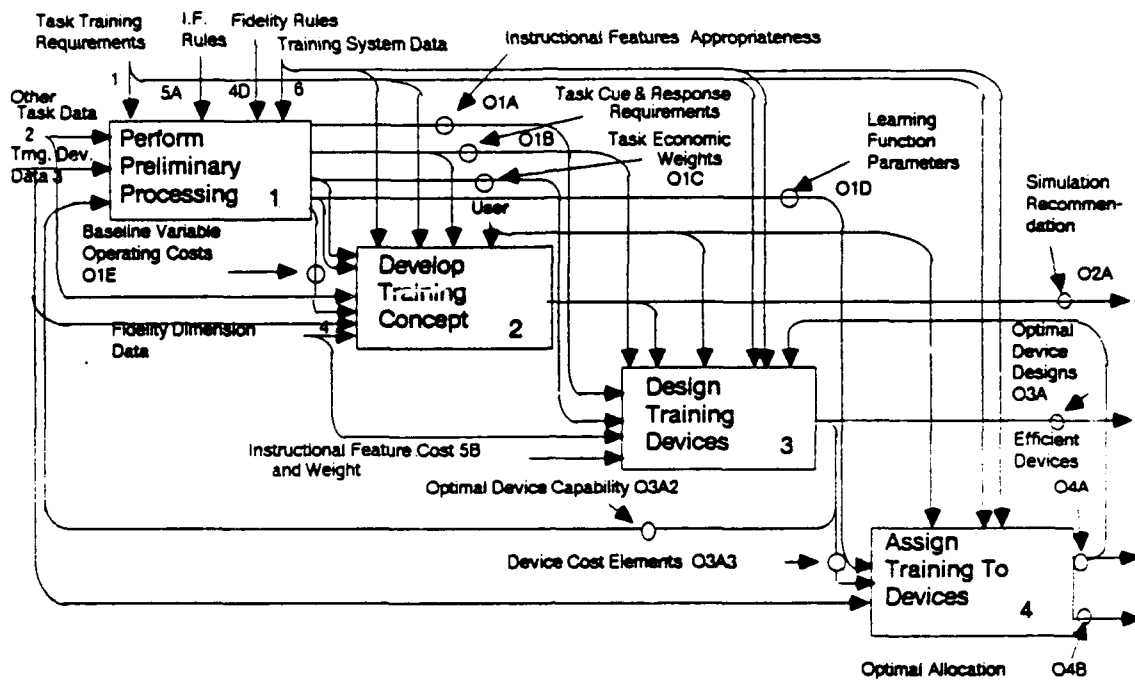 Task Training
Requirements
I.F.
Rules
Fidelity Rules
Training System Data
Instructional Features Appropriateness
1
5A
4D
6
Other
Task Data
2
Trng. Dev.
Data 3
Perform
Preliminary
Processing
1
O1A
O1B
Task Cue & Response
Requirements
Task Economic
Weights
O1C
Learning
Function
Parameters
O1D
Simulation
Recommen-
dation
O2A
User
Baseline Variable
Operating Costs
O1E
Develop
Training
Concept
2
4
Fidelity Dimension
Data
Optimal
Device
Designs
O3A
Design
Training
Devices
3
Efficient
Devices
O4A
Instructional Feature Cost 5B
and Weight
Optimal Device Capability O3A2
Device Cost Elements O3A3
Assign
Training To
Devices
4
Optimal Allocation
O4B